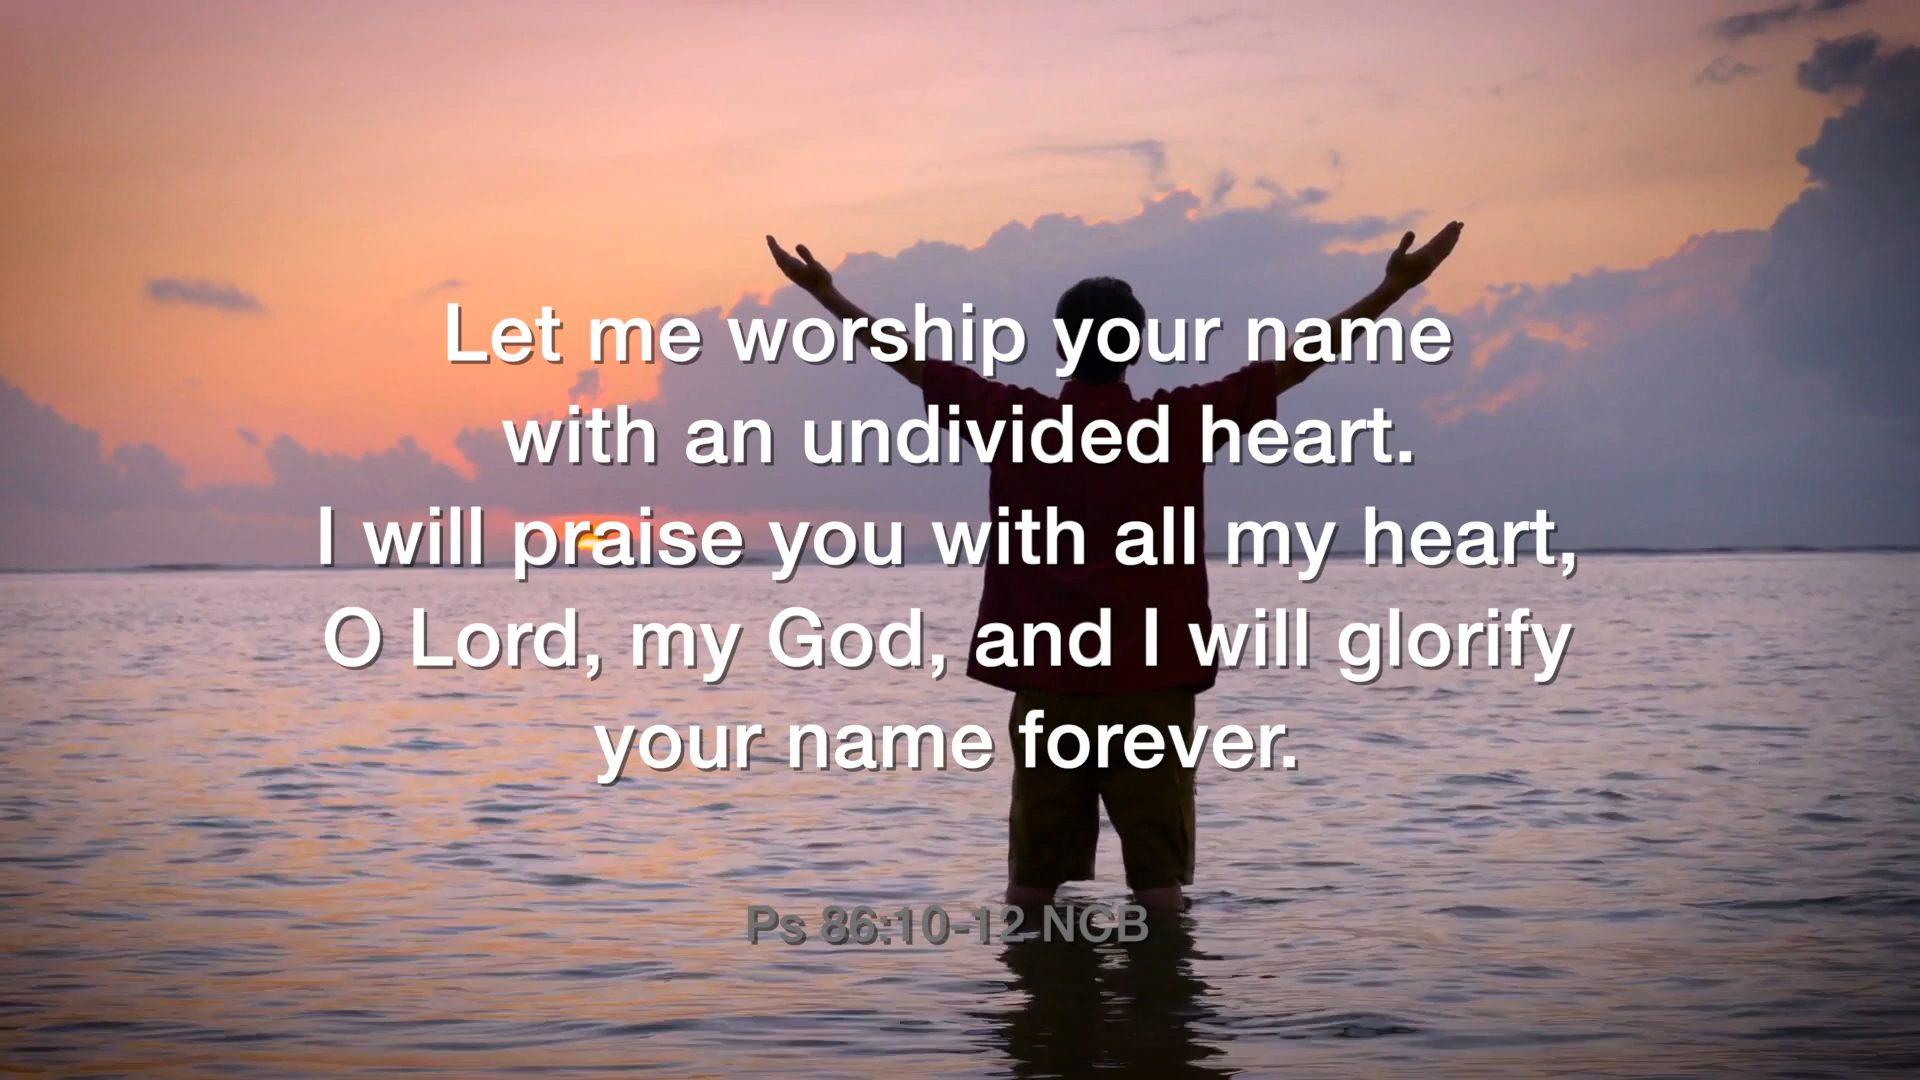 Let me worship your name
with an undivided heart.
I will praise you with all my heart,
O Lord, my God, and I will glorify
your name forever.
Ps 86:10-12 NCB